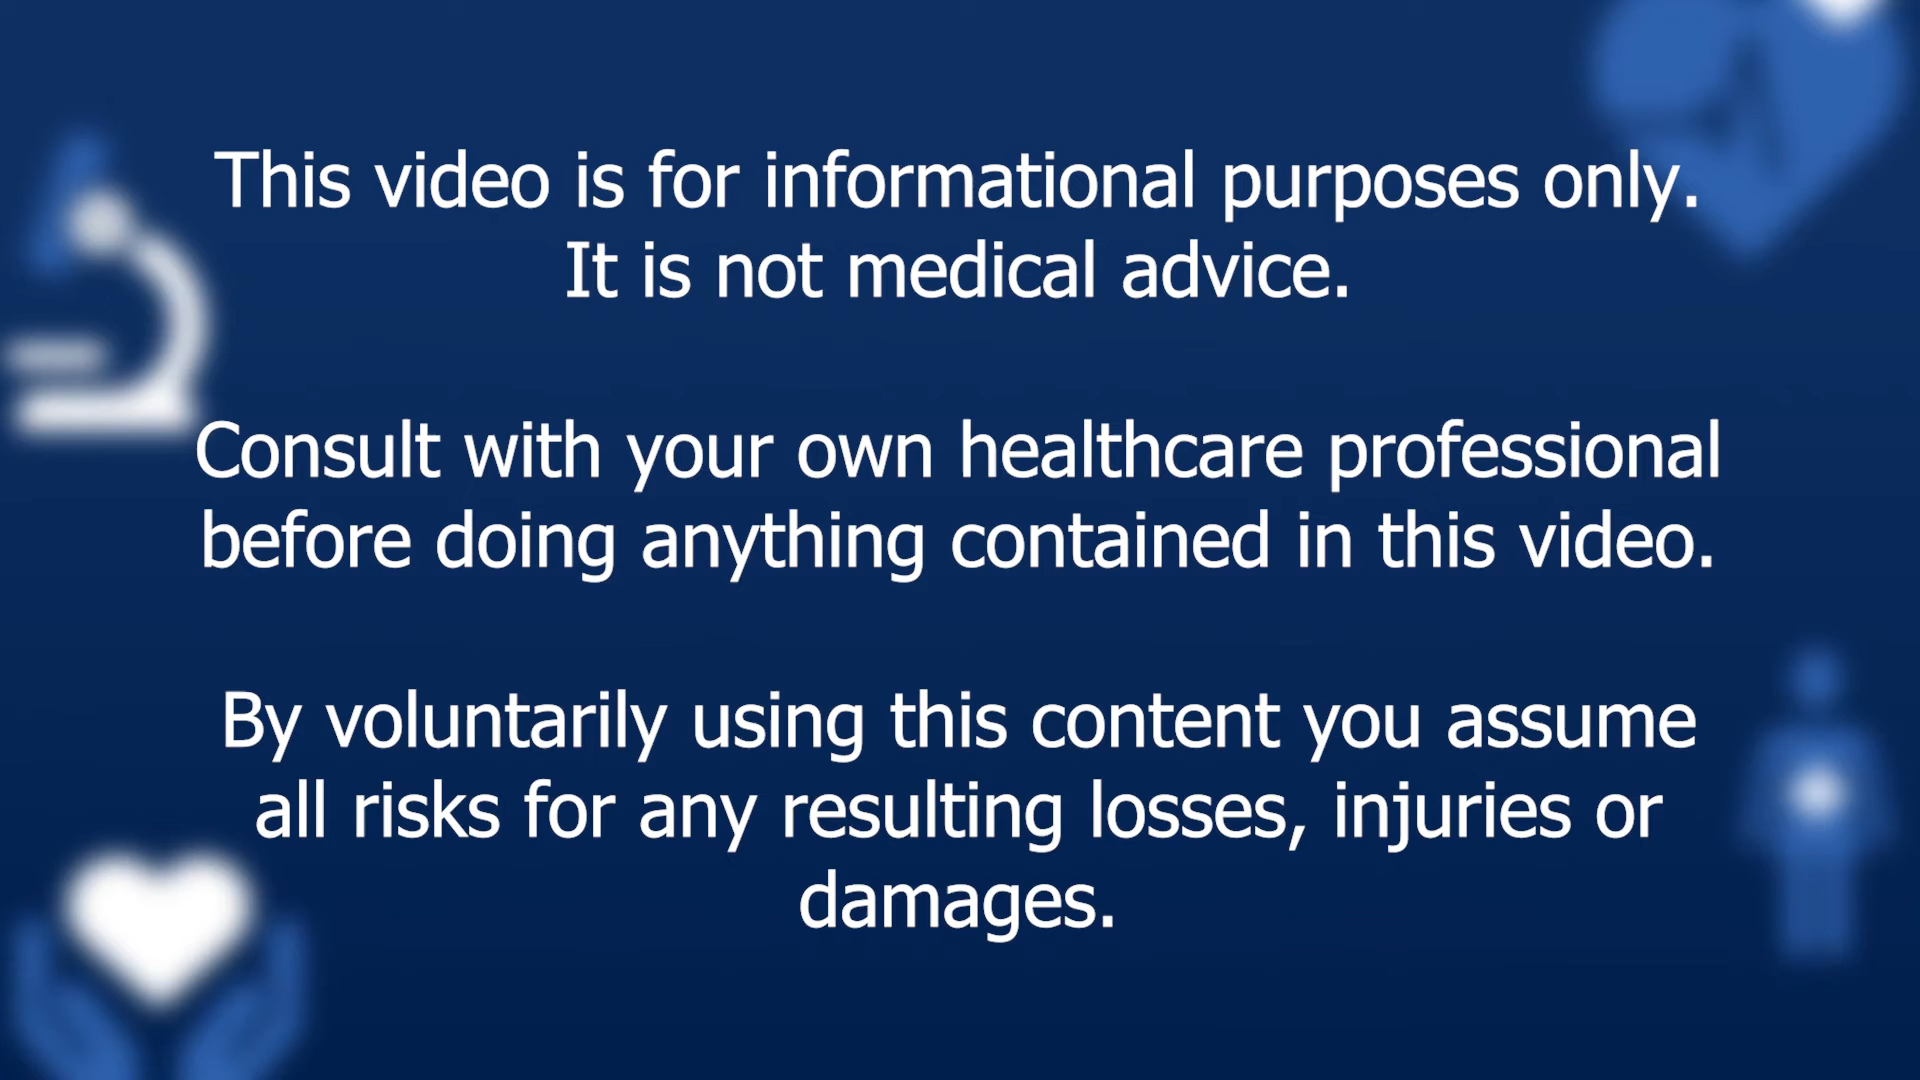 This video is for informational purposes only.
It is not medical advice.
Consult with your own healthcare professional
before doing anything contained in this video.
By voluntarily using this content you assume
all risks for any resulting losses, injuries or
damages.